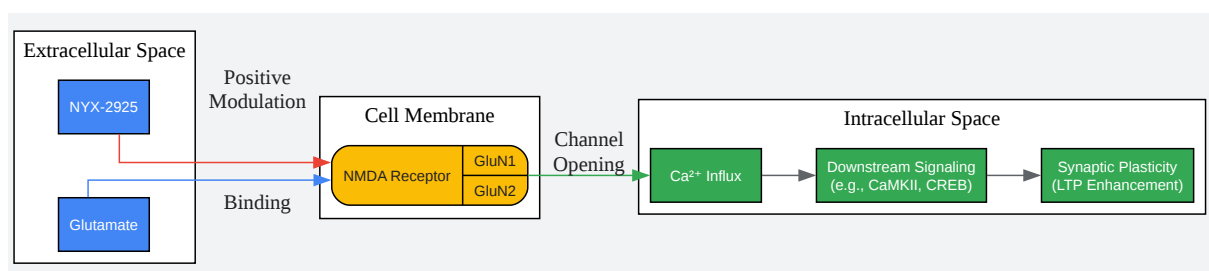 Extracellular Space
NYX-2925
Glutamate
Positive
Modulation
Binding
Cell Membrane
NMDA Receptor
GluN1
GluN2
Channel
Opening
Intracellular Space
Ca²⁺ Influx
Downstream Signaling
(e.g., CaMKII, CREB)
Synaptic Plasticity
(LTP Enhancement)